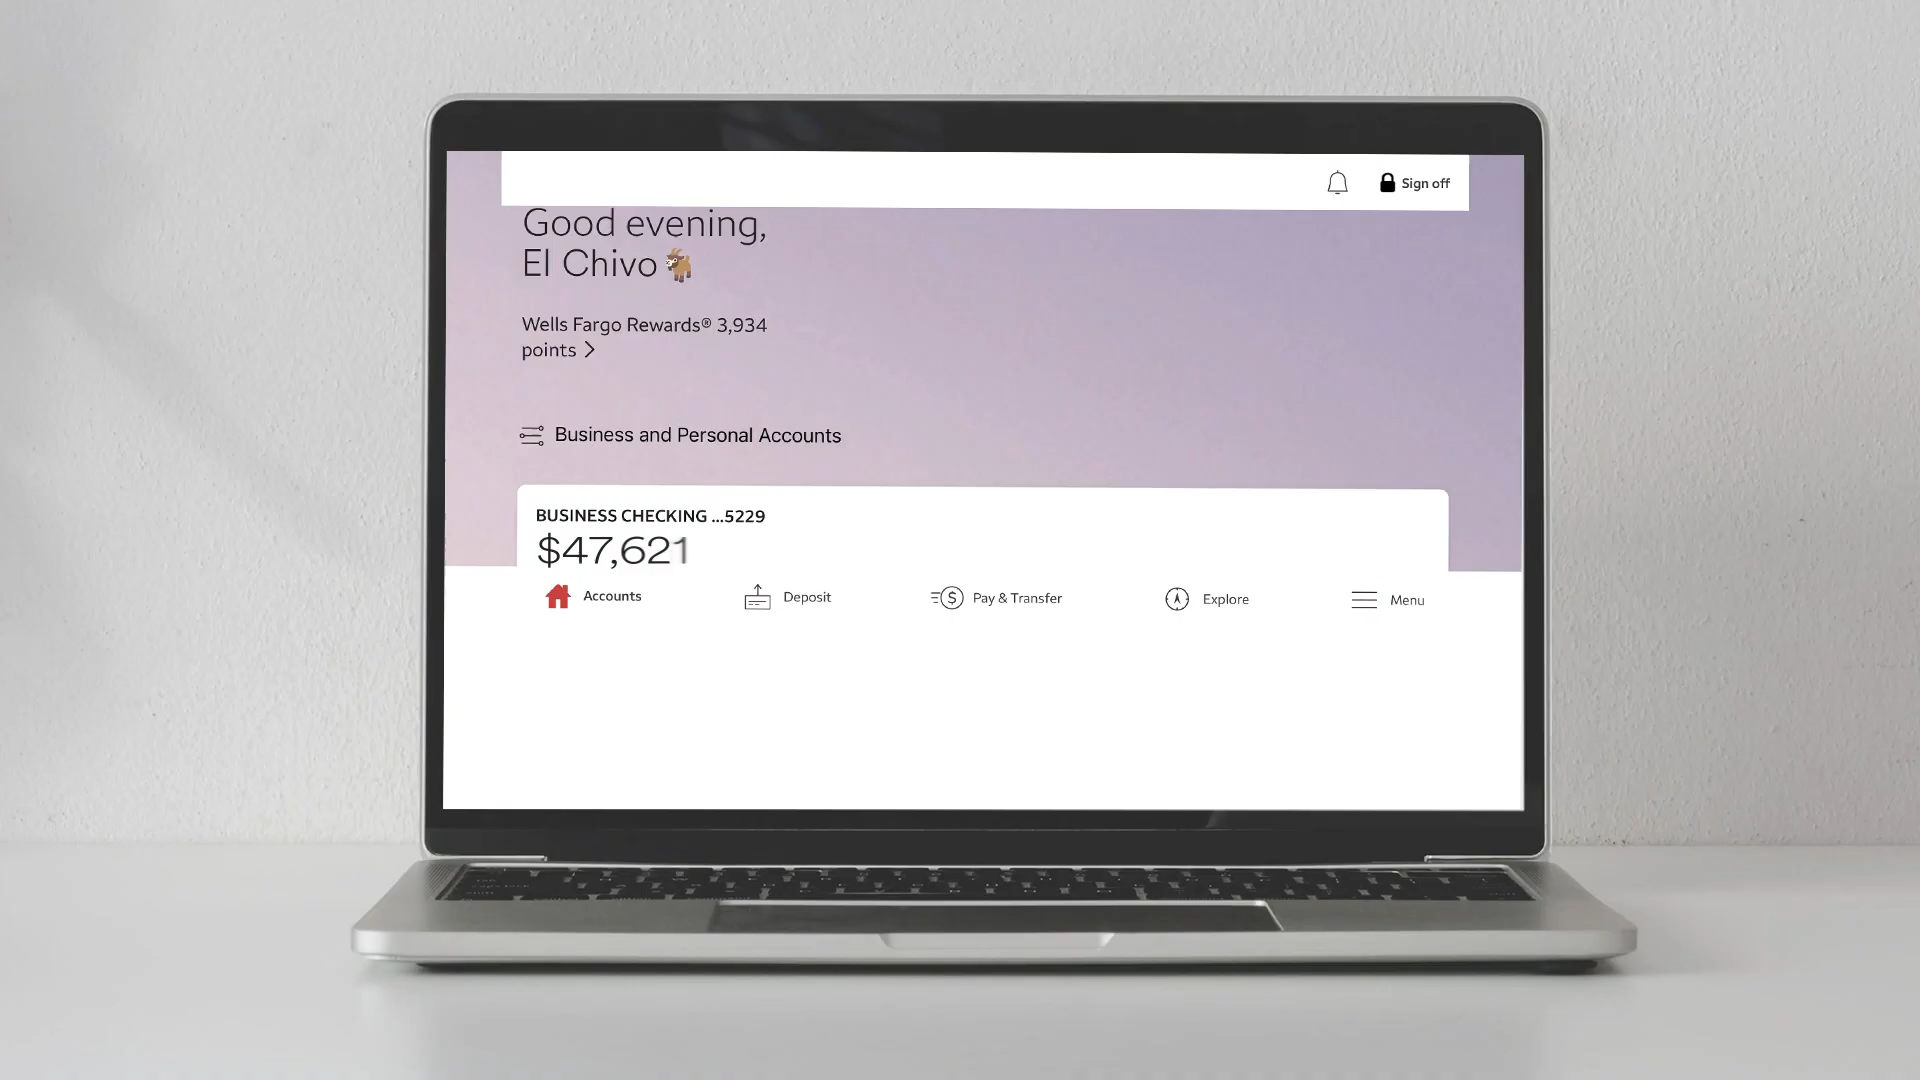 Sign off
Good evening,
El Chivo🐐
Wells Fargo Rewards® 3,934
points >
Business and Personal Accounts
BUSINESS CHECKING ...5229
$47,621
Accounts
Deposit
Pay & Transfer
Explore
Menu